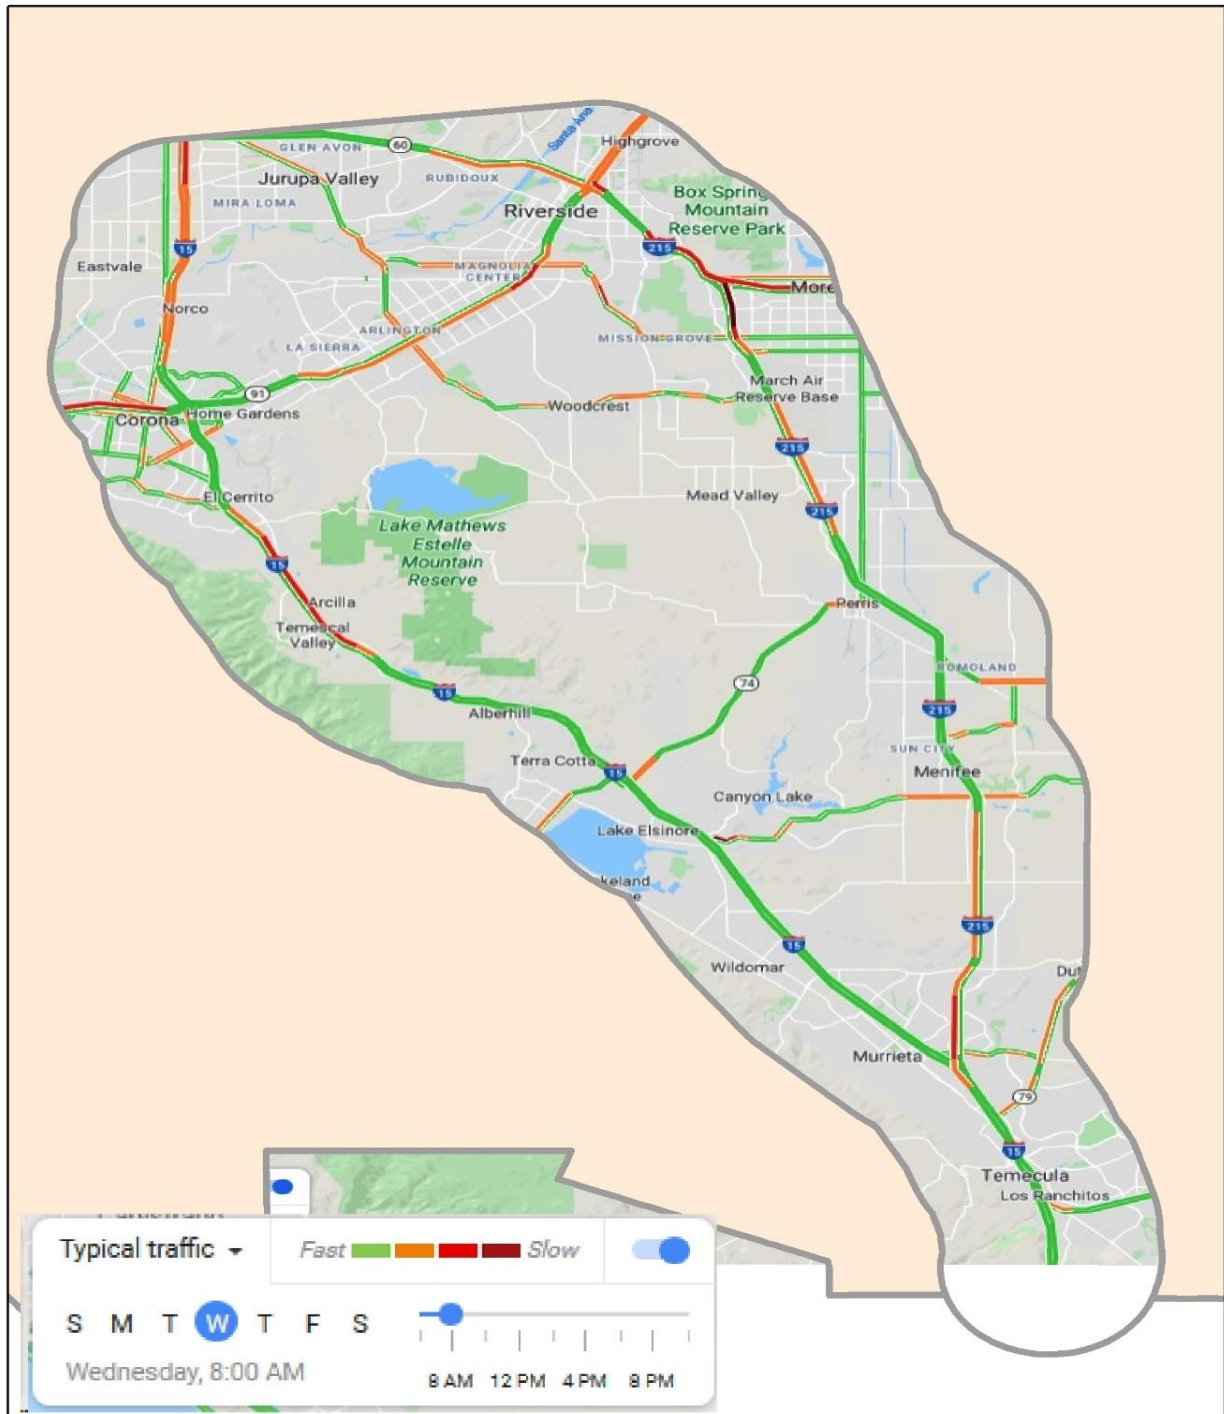 Santa Ana
Highgrove
GLEN AVON
60
Jurupa Valley
RUBIDOUX
Box Spring
Mountain
Reserve Park
MIRA LOMA
Riverside
15
215
Eastvale
MAGNOLIA
CENTER
More
Norco
ARLINGTON
MISSION GROVE
LA SIERRA
March Air
Reserve Base
91
Home Gardens
Corona
Woodcrest
215
El Cerrito
Mead Valley
215
Lake Mathews
Estelle
Mountain
Reserve
15
Arcilla
Perris
Temescal
Valley
ROMOLAND
74
15
215
Alberhill
SUN CITY
Terra Cotta
15
Menifee
Canyon Lake
Lake Elsinore
keland
e
215
15
Wildomar
Dut
Murrieta
79
15
Temecula
Los Ranchitos
Typical traffic
Fast
Slow
S M T W T F S
Wednesday, 8:00 AM
8 AM 12 PM 4 PM 8 PM